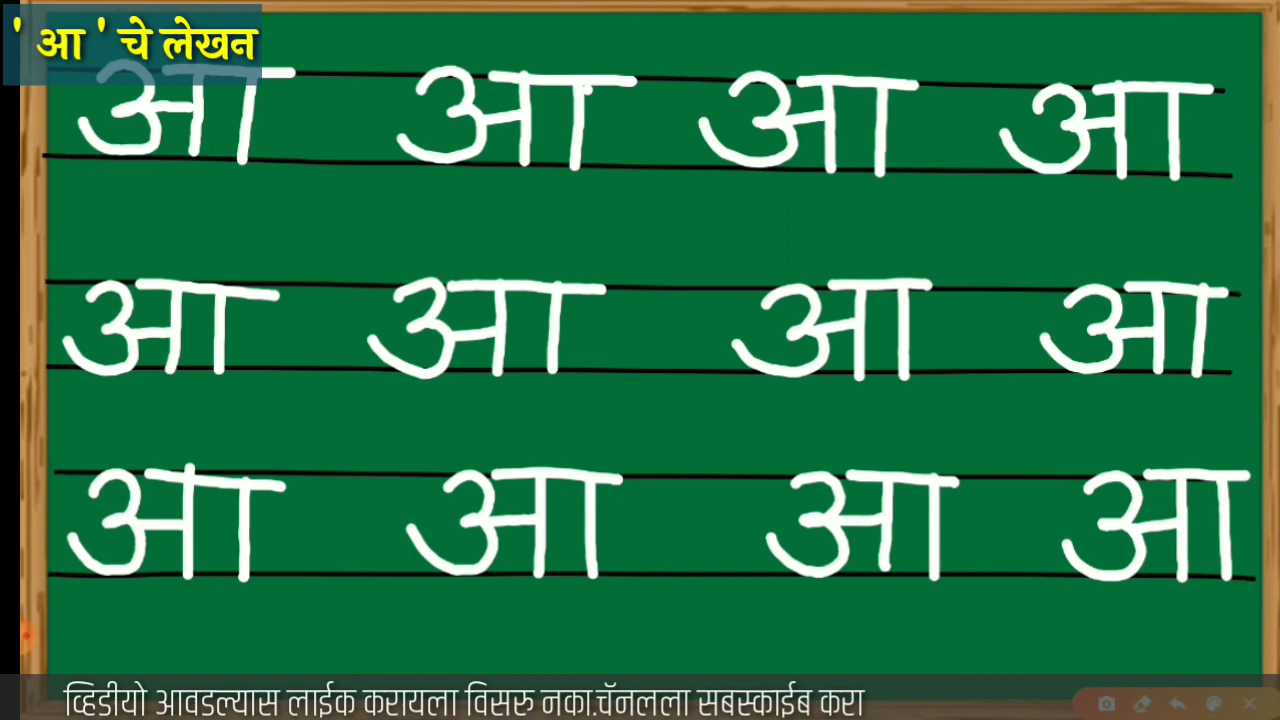 ' आ ' चे लेखन
आ आ आ आ
आ आ आ आ
आ आ आ आ
व्हिडीयो आवडल्यास लाईक करायला विसरु नका.चॅनलला सबस्काईब करा